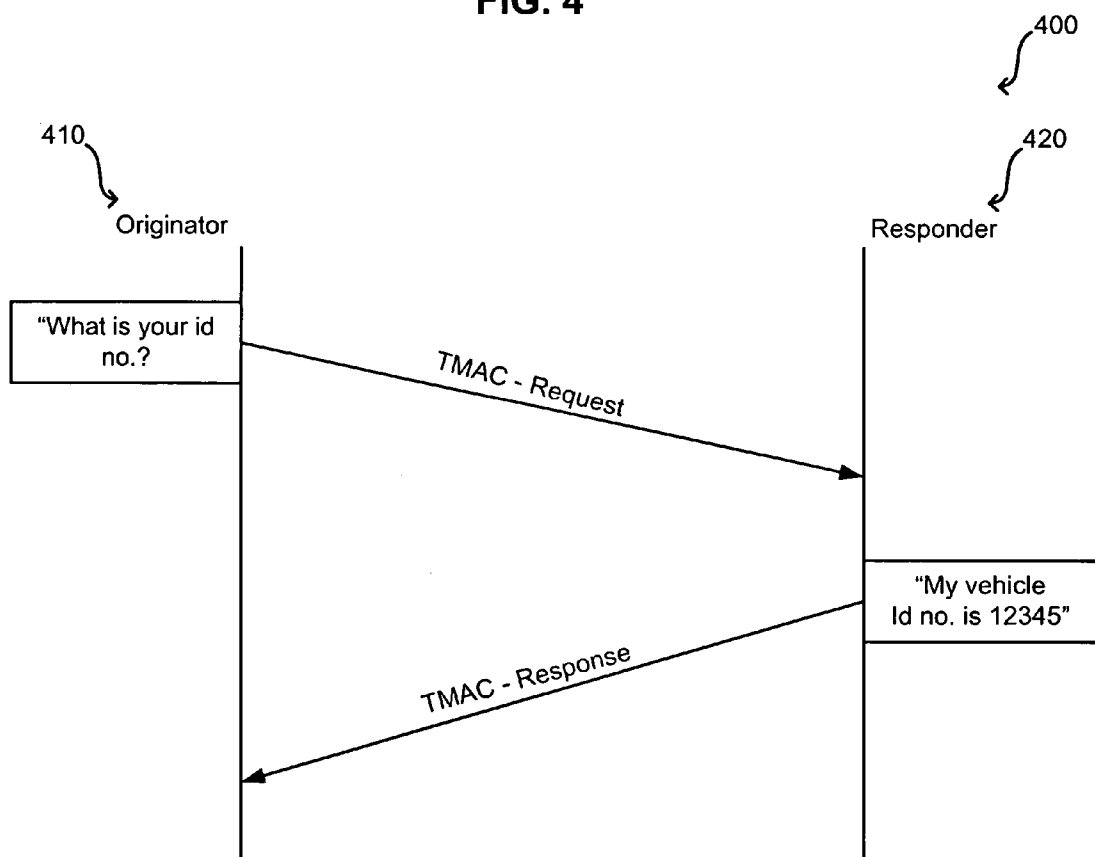 FIG. 4
400
410
420
Originator
Responder
“What is your id
no.?
TMAC - Request
“My vehicle
Id no. is 12345”
TMAC - Response